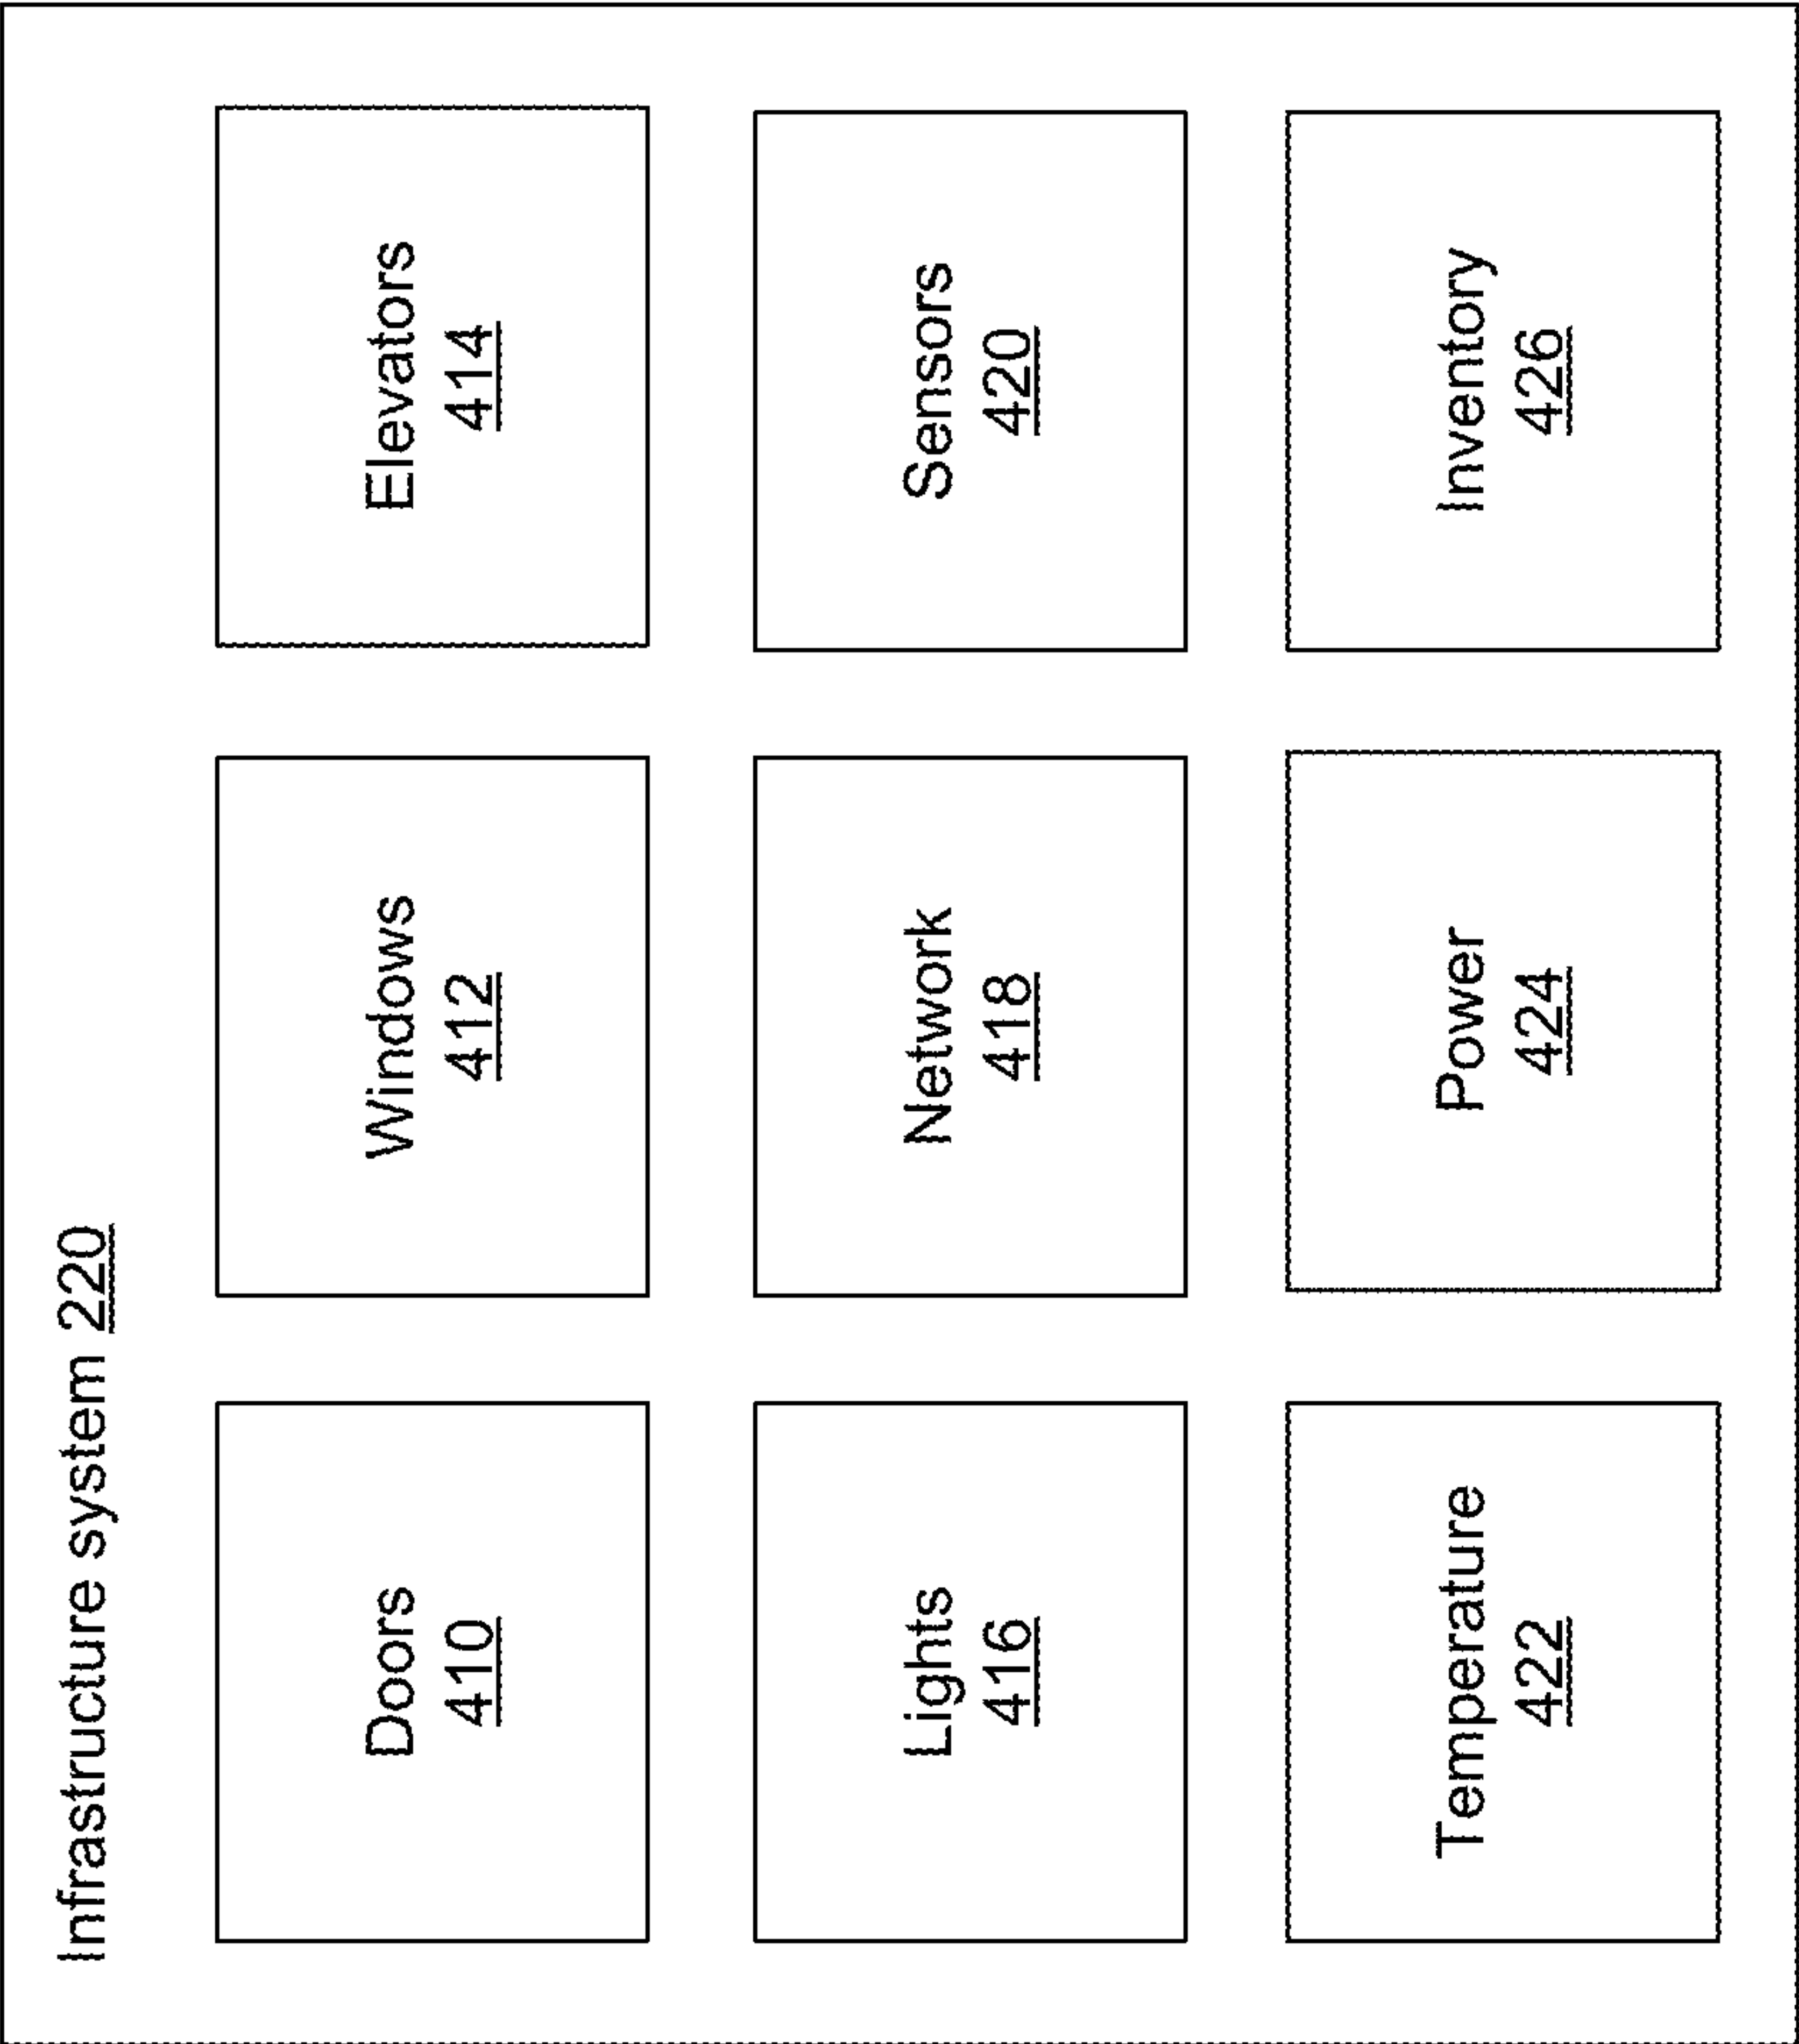 Infrastructure system 220
Doors
410
Windows
412
Elevators
414
Lights
416
Network
418
Sensors
420
Temperature
422
Power
424
Inventory
426